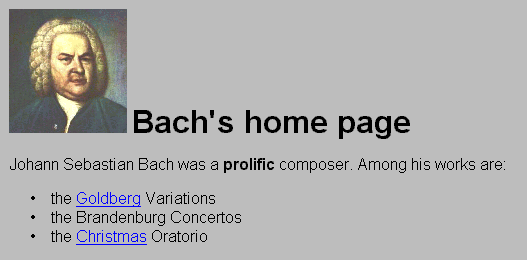 Bach's home page
Johann Sebastian Bach was a prolific composer. Among his works are:
• the Goldberg Variations
• the Brandenburg Concertos
• the Christmas Oratorio